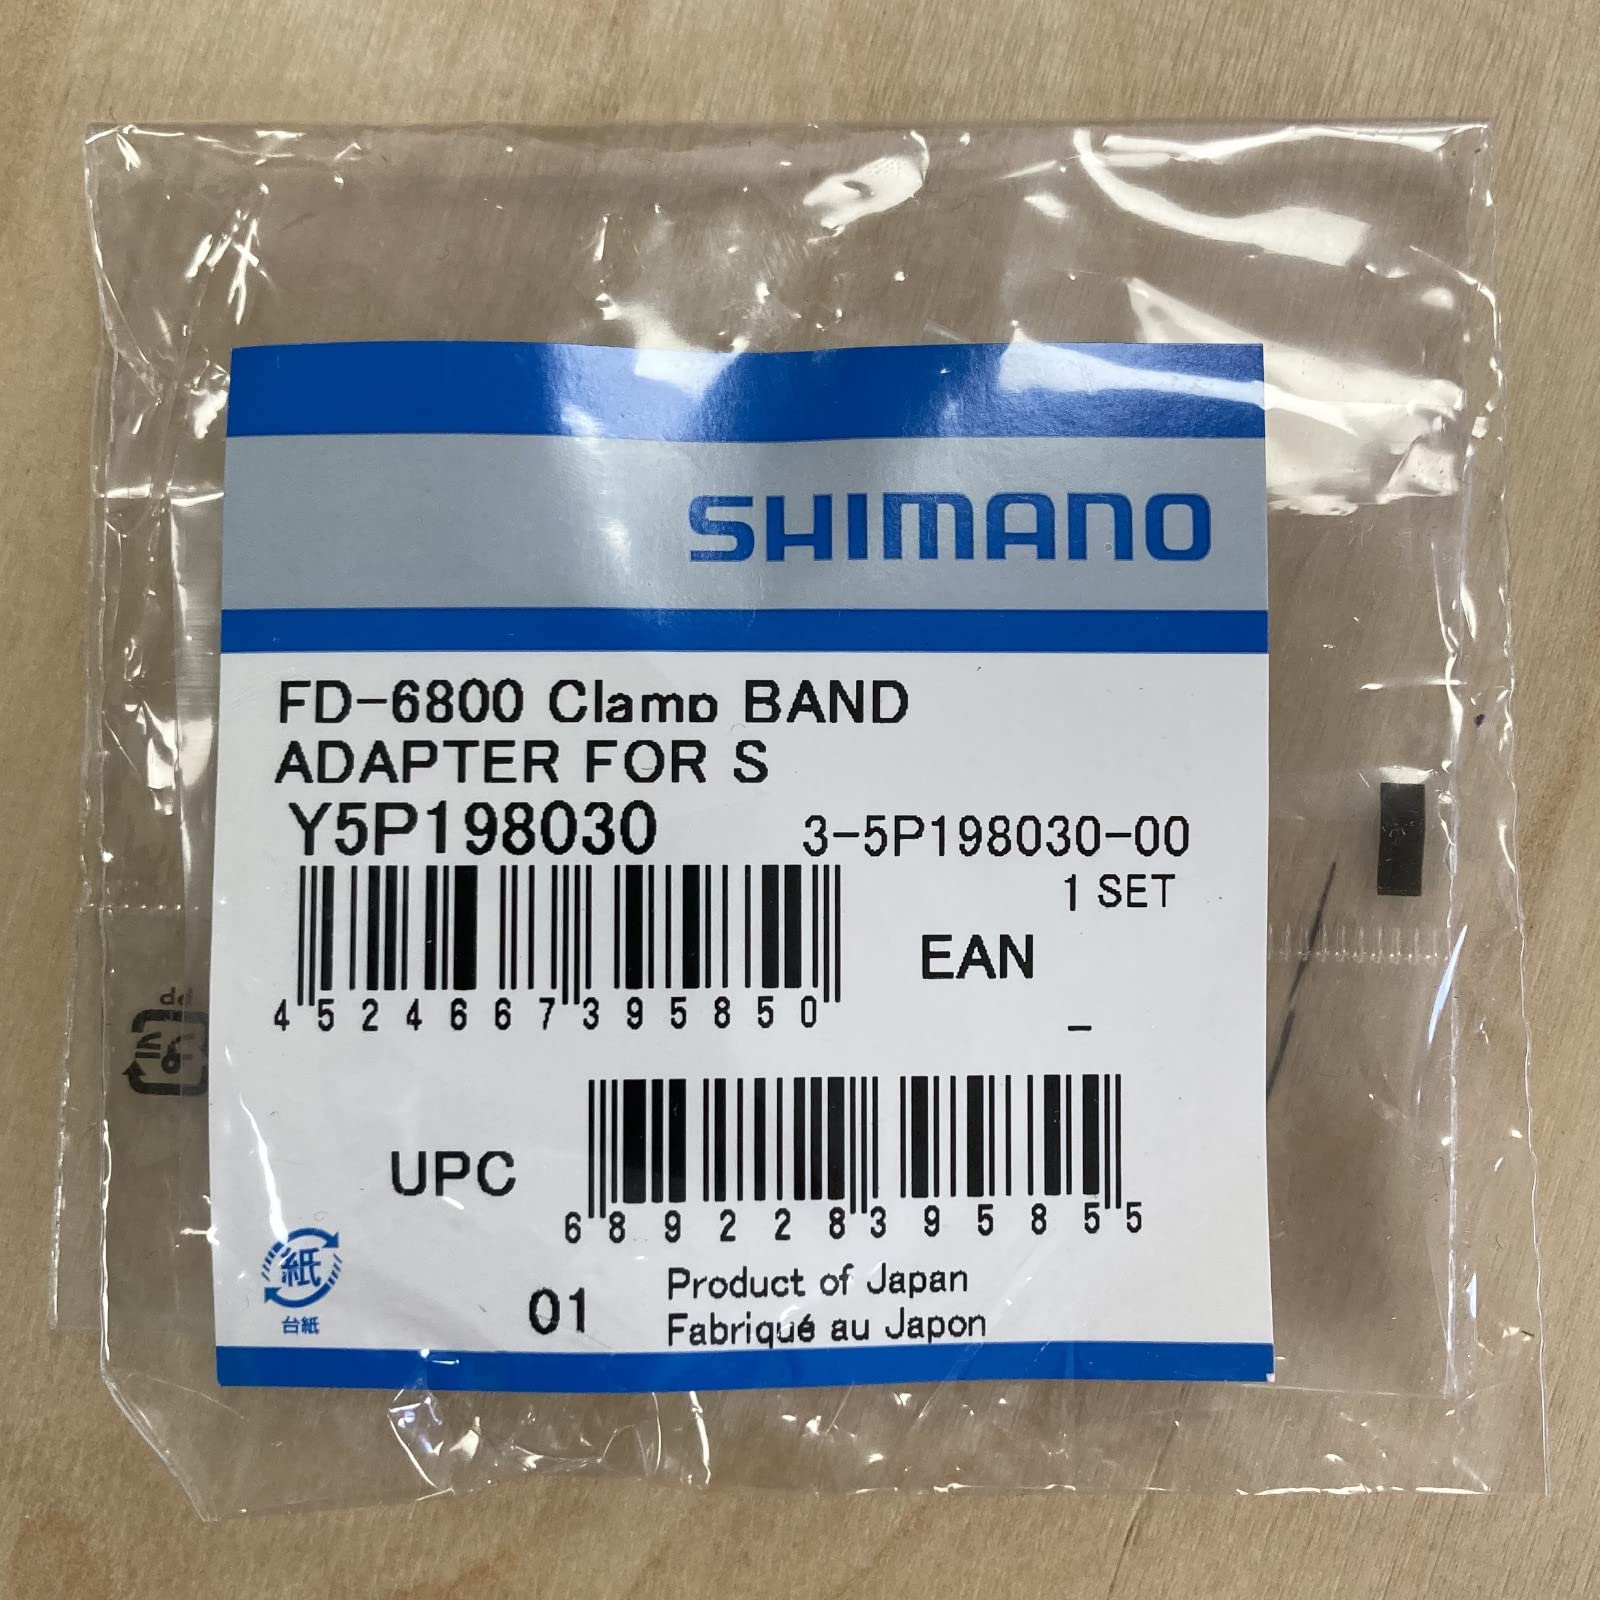 SHIMANO
FD-6800 Clamp BAND
ADAPTER FOR S
Y5P198030
3-5P198030-00
1 SET
4524667395850
EAN
-
UPC
689228395855
紙
台紙
01
Product of Japan
Fabriqué au Japon